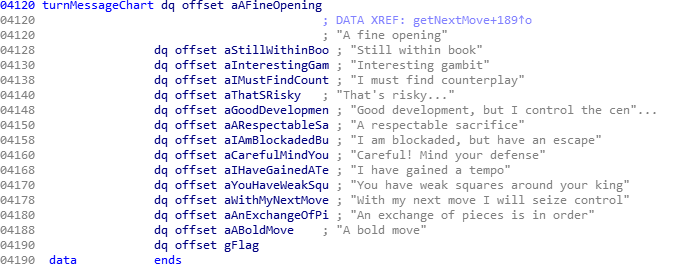 04120 turnMessageChart dq offset aAFineOpening
04120 ; DATA XREF: getNextMove+189↑o
04120 ; "A fine opening"
04128 dq offset aStillWithinBoo ; "Still within book"
04130 dq offset aInterestingGam ; "Interesting gambit"
04138 dq offset aIMustFindCount ; "I must find counterplay"
04140 dq offset aThatSRisky ; "That's risky..."
04148 dq offset aGoodDevelopmen ; "Good development, but I control the cen"...
04150 dq offset aARespectableSa ; "A respectable sacrifice"
04158 dq offset aIAmBlockadedBu ; "I am blockaded, but have an escape"
04160 dq offset aCarefulMindYou ; "Careful! Mind your defense"
04168 dq offset aIHaveGainedATe ; "I have gained a tempo"
04170 dq offset aYouHaveWeakSqu ; "You have weak squares around your king"
04178 dq offset aWithMyNextMove ; "With my next move I will seize control"
04180 dq offset aAnExchangeOfPi ; "An exchange of pieces is in order"
04188 dq offset aABoldMove ; "A bold move"
04190 dq offset gFlag
04190 _data ends